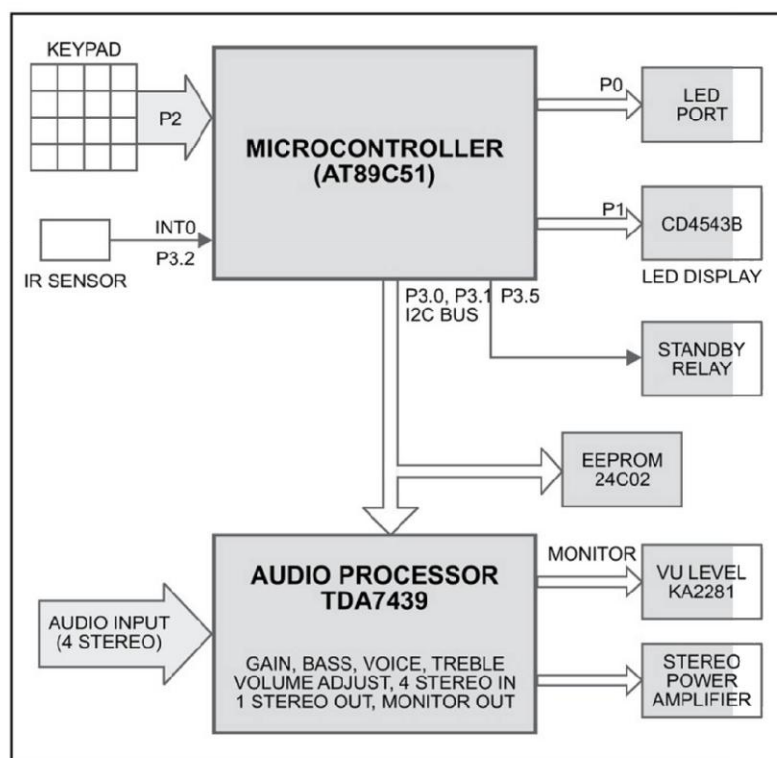 KEYPAD
P2
MICROCONTROLLER
(AT89C51)
P0
LED
PORT
P1
CD4543B
LED DISPLAY
INT0
P3.2
IR SENSOR
P3.0, P3.1
I2C BUS
P3.5
STANDBY
RELAY
EEPROM
24C02
AUDIO INPUT
(4 STEREO)
AUDIO PROCESSOR
TDA7439
GAIN, BASS, VOICE, TREBLE
VOLUME ADJUST, 4 STEREO IN
1 STEREO OUT, MONITOR OUT
MONITOR
VU LEVEL
KA2281
STEREO
POWER
AMPLIFIER